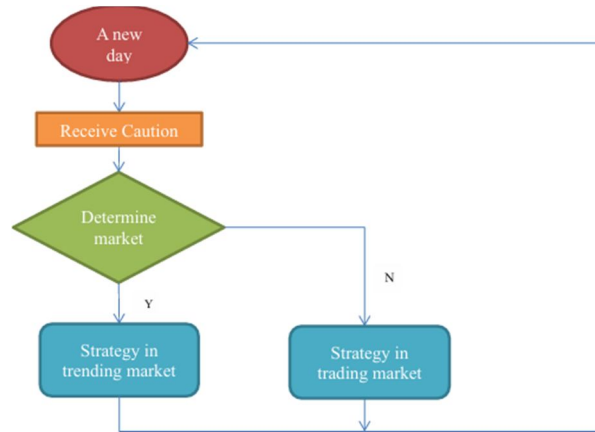 A new
day
Receive Caution
Determine
market
N
Y
Strategy in
trending market
Strategy in
trading market